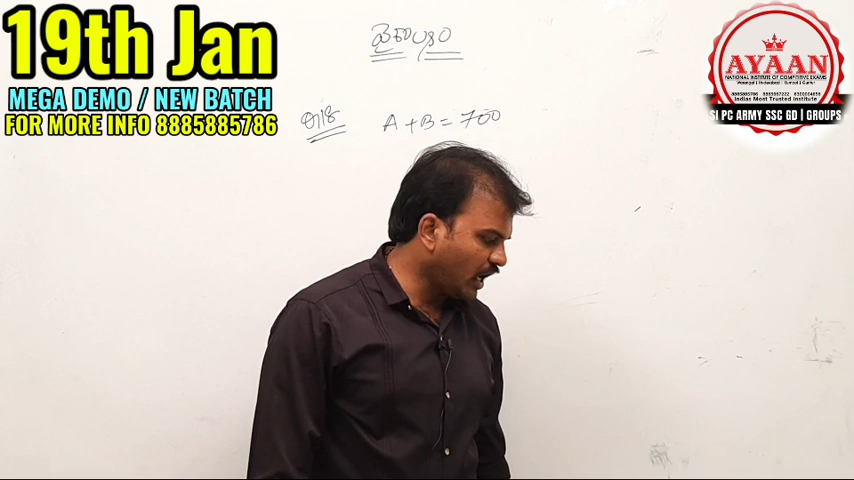 19th Jan
MEGA DEMO / NEW BATCH
FOR MORE INFO 8885885786
A + B = 700
AYAAN
NATIONAL INSTITUTE OF COMPETITIVE EXAMS
Indias Most Trusted Institute
SI PC ARMY SSC GD | GROUPS